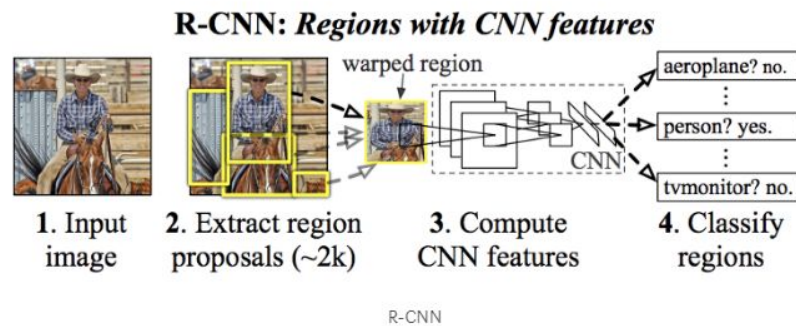 R-CNN: Regions with CNN features
warped region
aeroplane? no.
⋮
person? yes.
⋮
tvmonitor? no.
CNN
1. Input
image
2. Extract region
proposals (~2k)
3. Compute
CNN features
4. Classify
regions
R-CNN